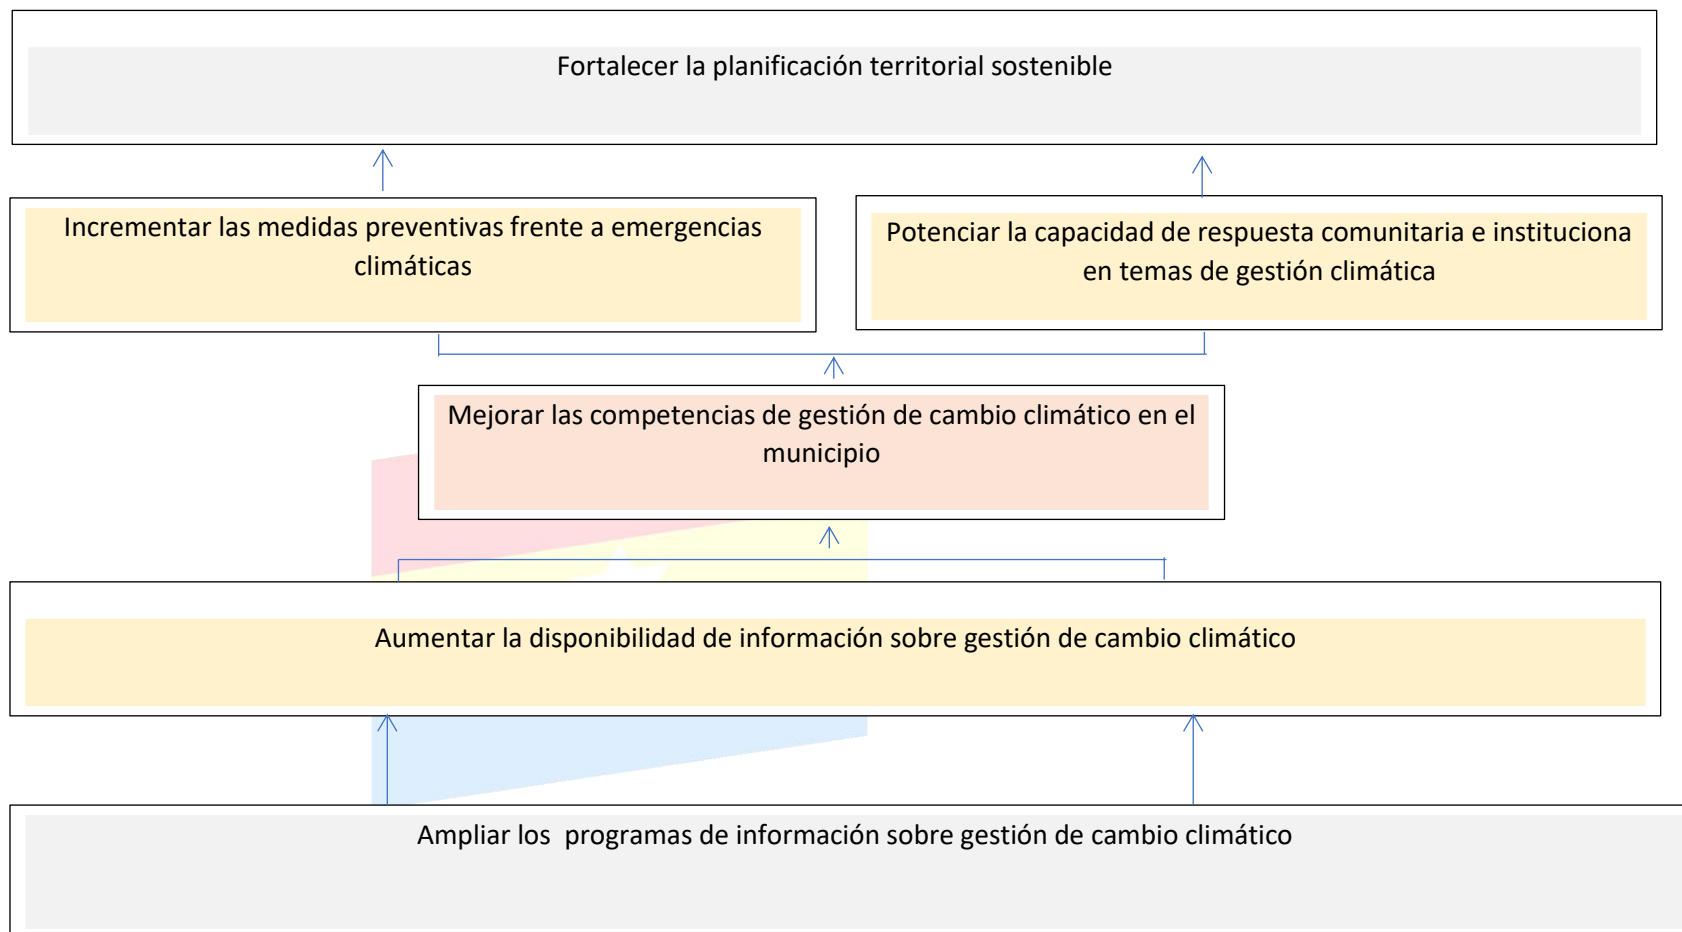 Fortalecer la planificación territorial sostenible
Incrementar las medidas preventivas frente a emergencias
climáticas
Potenciar la capacidad de respuesta comunitaria e instituciona
en temas de gestión climática
Mejorar las competencias de gestión de cambio climático en el
municipio
Aumentar la disponibilidad de información sobre gestión de cambio climático
Ampliar los  programas de información sobre gestión de cambio climático